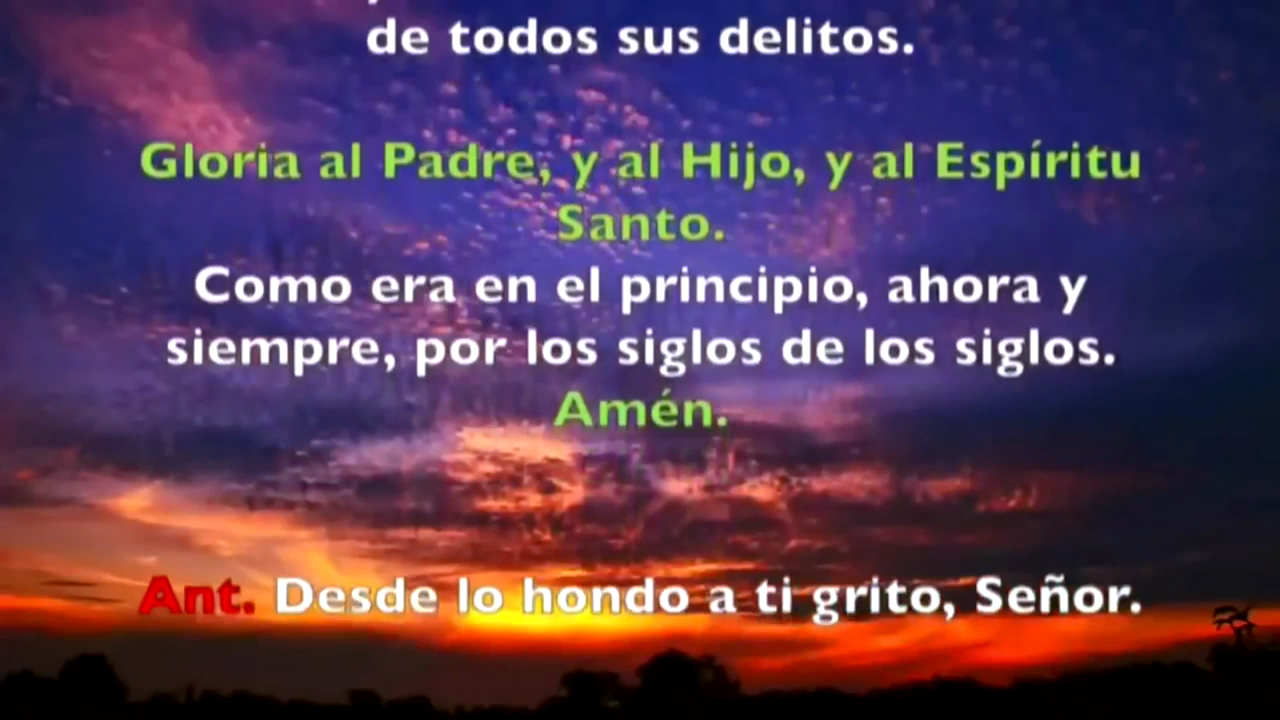 de todos sus delitos.
Gloria al Padre, y al Hijo, y al Espíritu
Santo.
Como era en el principio, ahora y
siempre, por los siglos de los siglos.
Amén.
Ant. Desde lo hondo a ti grito, Señor.